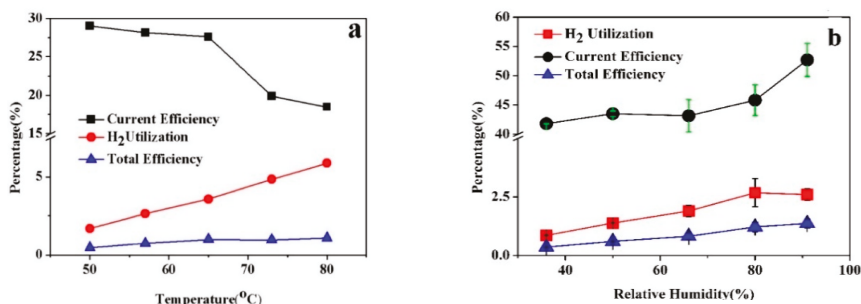 a
30
25
20
15
5
0
Percentage(%)
Current Efficiency
H2Utilization
Total Efficiency
50
60
70
80
Temperature(°C)
b
60
55
50
45
40
2.5
0.0
Percentage(%)
H2 Utilization
Current Efficiency
Total Efficiency
40
60
80
100
Relative Humidity(%)